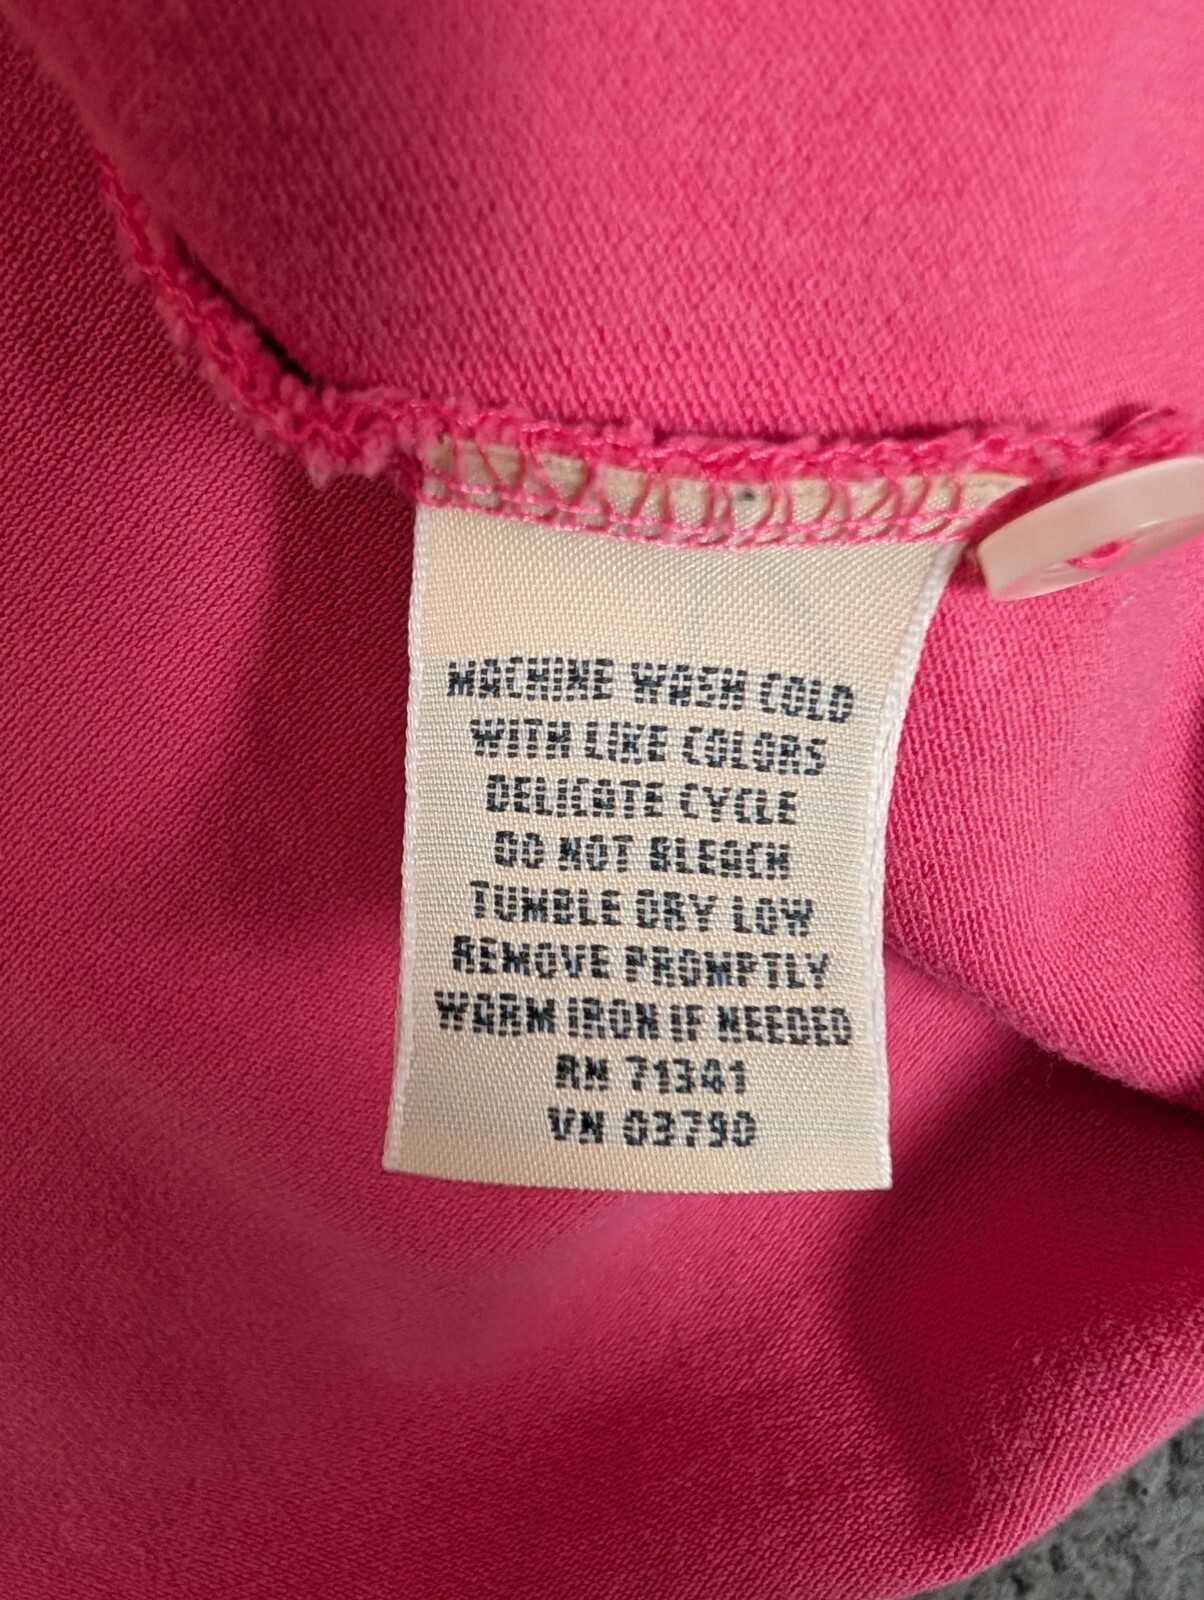 MACHINE WASH COLD
WITH LIKE COLORS
DELICATE CYCLE
DO NOT BLEACH
TUMBLE DRY LOW
REMOVE PROMPTLY
WARM IRON IF NEEDED
RN 71341
VN 03790